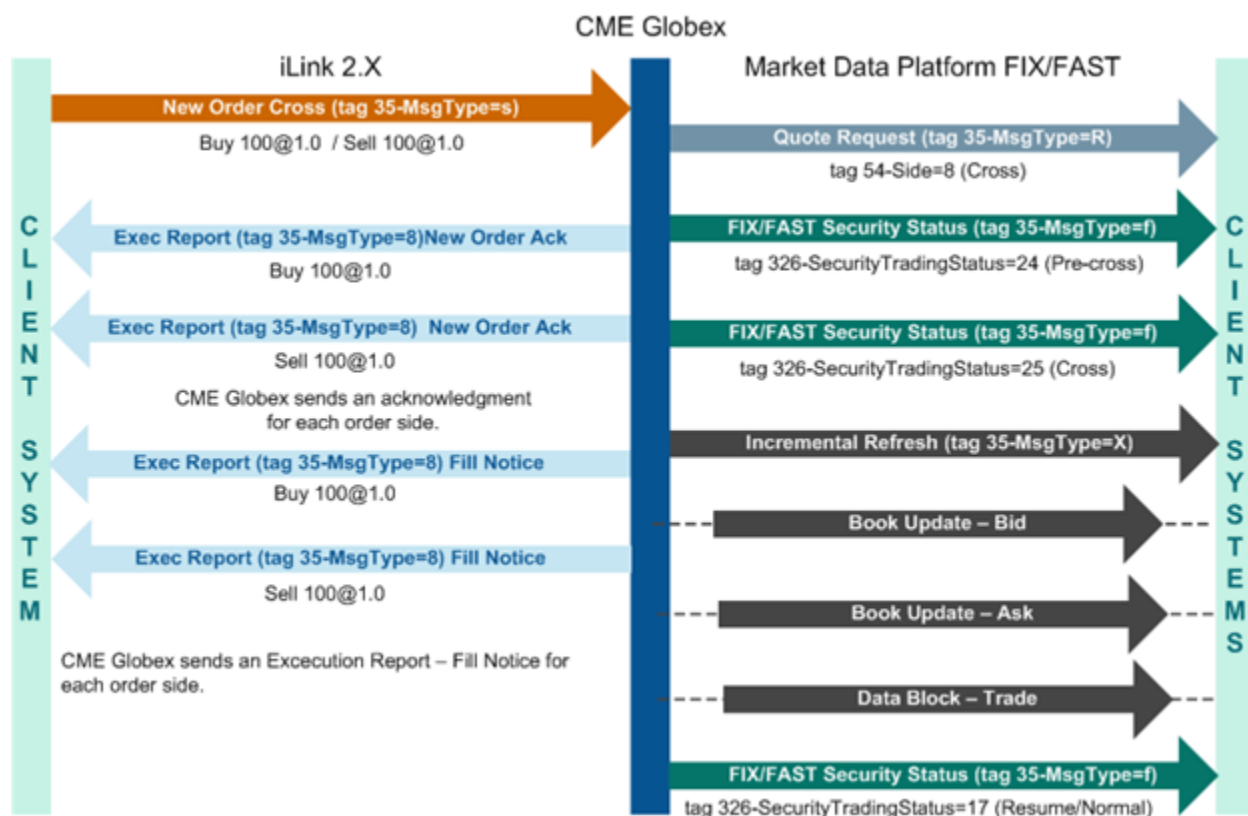 CME Globex
iLink 2.X
Market Data Platform FIX/FAST
CLIENT SYSTEM
New Order Cross (tag 35-MsgType=s)
Buy 100@1.0 / Sell 100@1.0
Exec Report (tag 35-MsgType=8)New Order Ack
Buy 100@1.0
Exec Report (tag 35-MsgType=8) New Order Ack
Sell 100@1.0
CME Globex sends an acknowledgment
for each order side.
Exec Report (tag 35-MsgType=8) Fill Notice
Buy 100@1.0
Exec Report (tag 35-MsgType=8) Fill Notice
Sell 100@1.0
CME Globex sends an Excecution Report – Fill Notice for
each order side.
Quote Request (tag 35-MsgType=R)
tag 54-Side=8 (Cross)
FIX/FAST Security Status (tag 35-MsgType=f)
tag 326-SecurityTradingStatus=24 (Pre-cross)
FIX/FAST Security Status (tag 35-MsgType=f)
tag 326-SecurityTradingStatus=25 (Cross)
Incremental Refresh (tag 35-MsgType=X)
Book Update – Bid
Book Update – Ask
Data Block – Trade
FIX/FAST Security Status (tag 35-MsgType=f)
tag 326-SecurityTradingStatus=17 (Resume/Normal)
CLIENT SYSTEMS